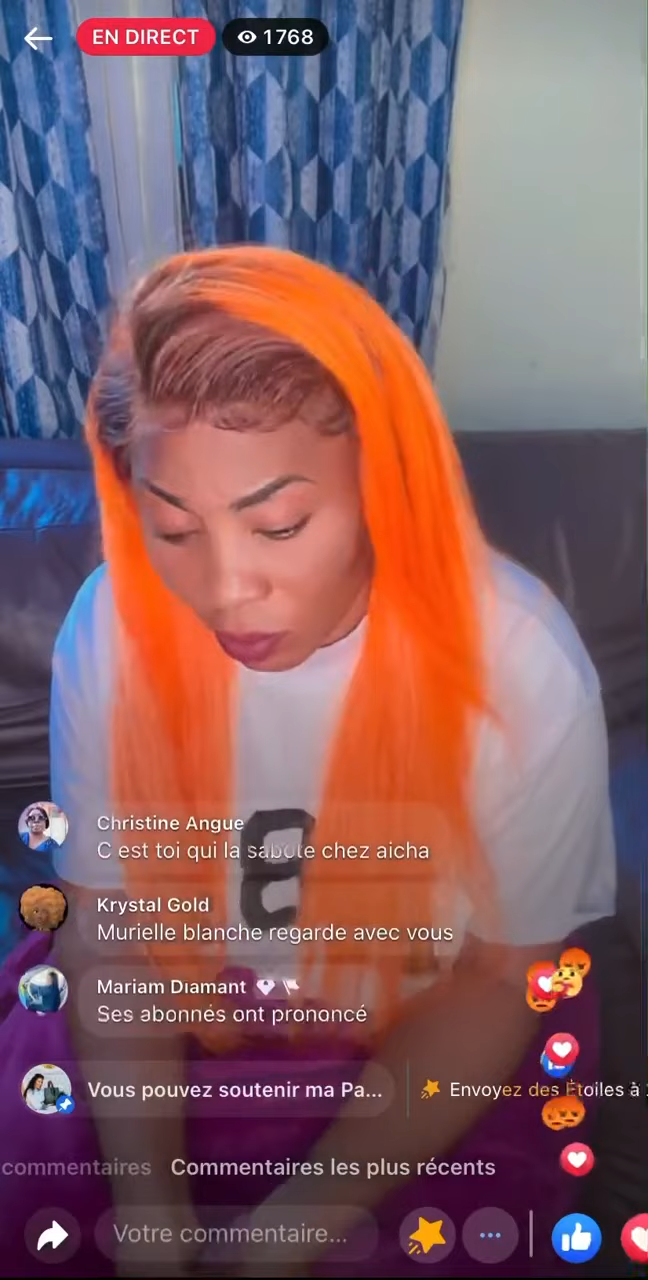 EN DIRECT
1768
Christine Angue
C est toi qui la sabote chez aicha
Krystal Gold
Murielle blanche regarde avec vous
Mariam Diamant
Ses abonnés ont prononcé
Vous pouvez soutenir ma Pa...
Envoyez des Étoiles à
commentaires
Commentaires les plus récents
Votre commentaire...
8